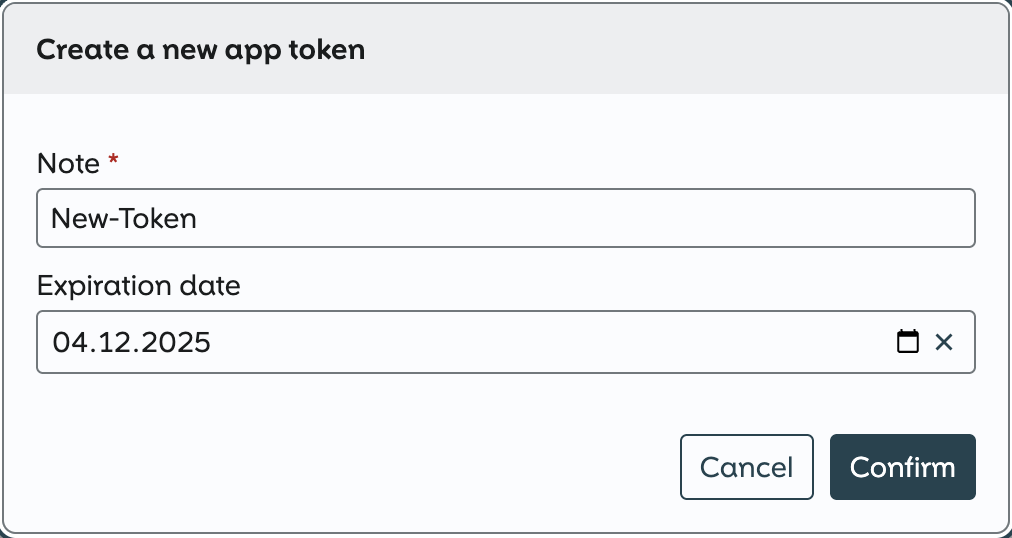 Create a new app token
Note *
New-Token
Expiration date
04.12.2025
Cancel
Confirm